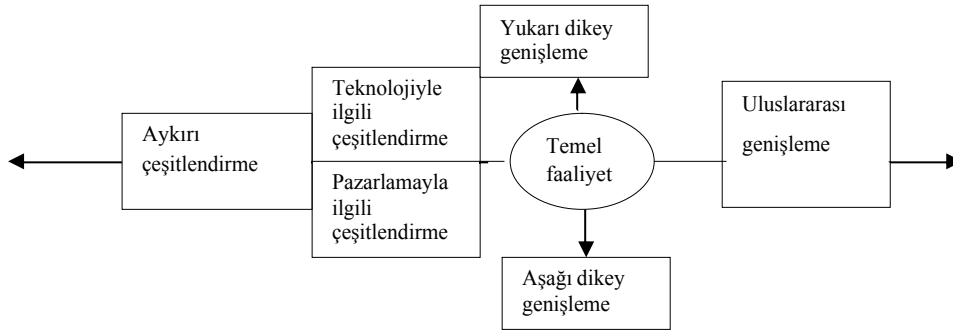 Yukarı dikey
genişleme
Teknolojiyle
ilgili
çeşitlendirme
Uluslararası
genişleme
Aykırı
çeşitlendirme
Temel
faaliyet
Pazarlamayla
ilgili
çeşitlendirme
Aşağı dikey
genişleme